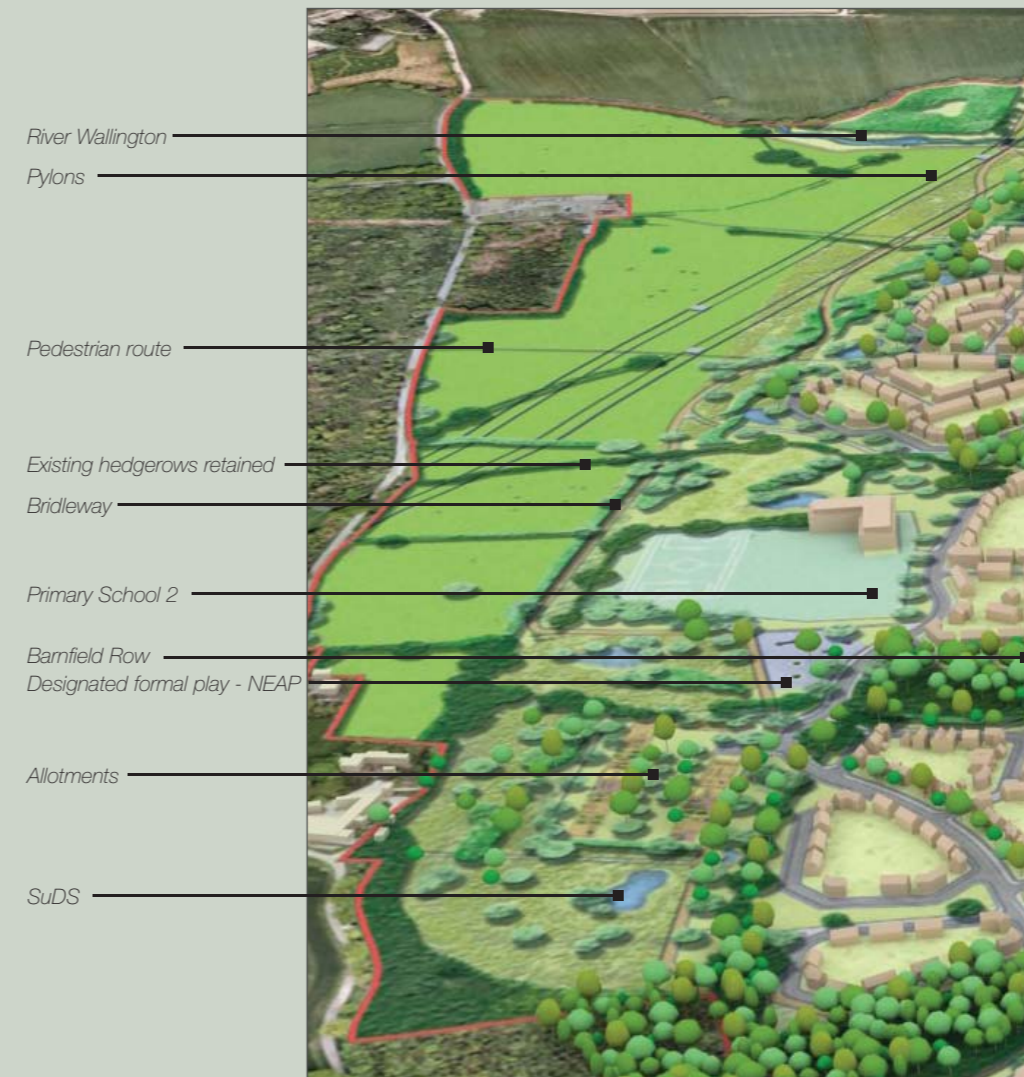 River Wallington
Pylons
Pedestrian route
Existing hedgerows retained
Bridleway
Primary School 2
Barnfield Row
Designated formal play - NEAP
Allotments
SuDS